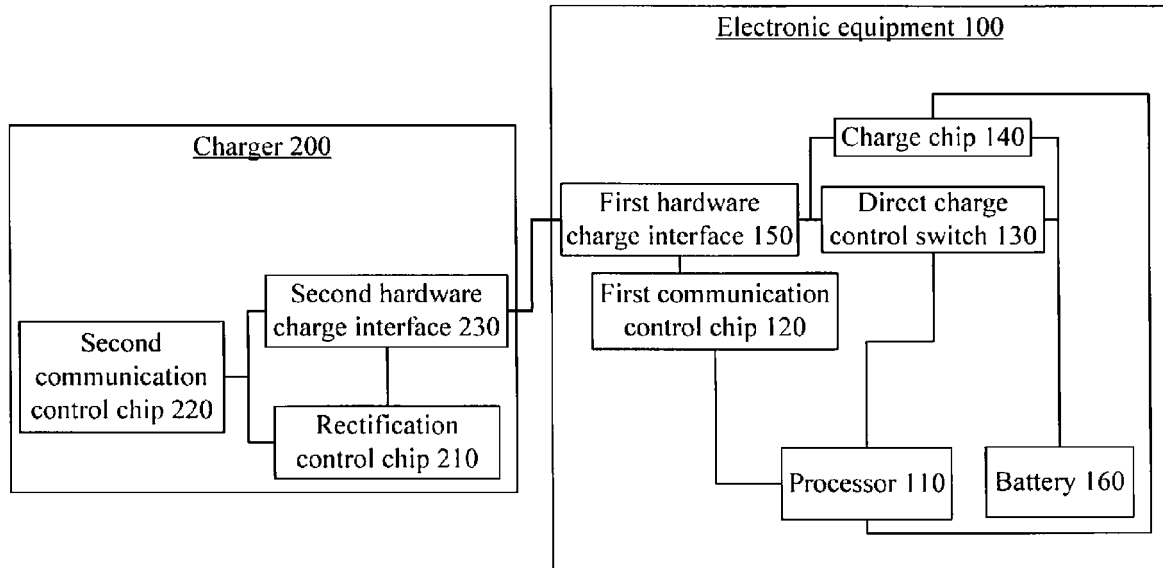 Electronic equipment 100
Charger 200
Charge chip 140
First hardware
charge interface 150
Direct charge
control switch 130
First communication
control chip 120
Second hardware
charge interface 230
Second
communication
control chip 220
Rectification
control chip 210
Processor 110
Battery 160